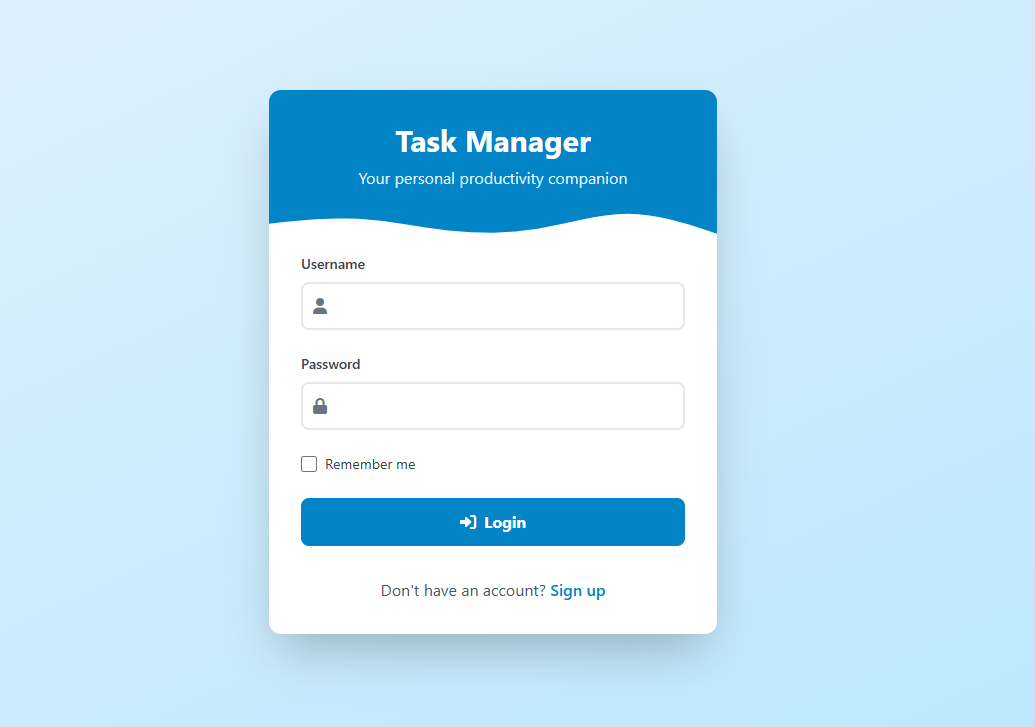 Task Manager
Your personal productivity companion
Username
Password
Remember me
Login
Don't have an account? Sign up